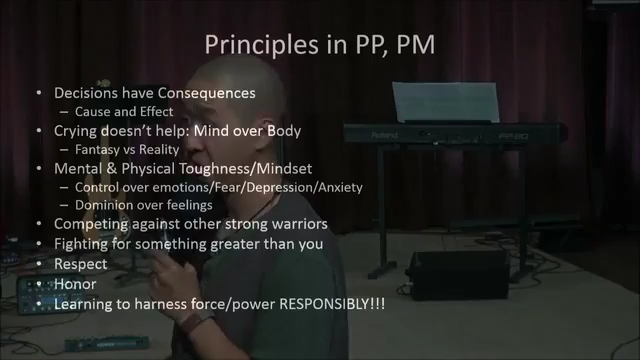 Principles in PP, PM
• Decisions have Consequences
– Cause and Effect
• Crying doesn't help: Mind over Body
– Fantasy vs Reality
• Mental & Physical Toughness/Mindset
– Control over emotions/Fear/Depression/Anxiety
– Dominion over feelings
• Competing against other strong warriors
• Fighting for something greater than you
• Respect
• Honor
• Learning to harness force/power RESPONSIBLY!!!
Roland